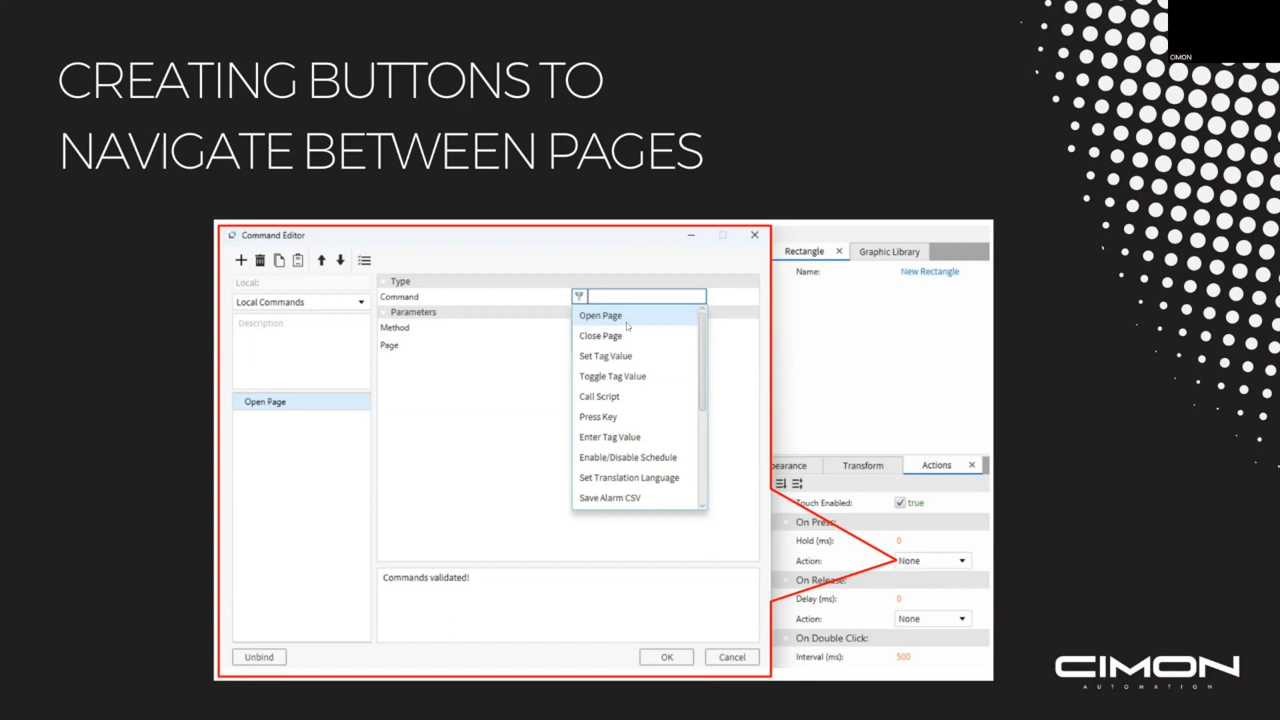 CIMON
CREATING BUTTONS TO
NAVIGATE BETWEEN PAGES
Command Editor
Local:
Local Commands
Description
Open Page
Type
Command
Parameters
Method
Page
Open Page
Close Page
Set Tag Value
Toggle Tag Value
Call Script
Press Key
Enter Tag Value
Enable/Disable Schedule
Set Translation Language
Save Alarm CSV
Commands validated!
Unbind
OK
Cancel
Rectangle
Graphic Library
Name: New Rectangle
pearance
Transform
Actions
Touch Enabled: true
On Press:
Hold (ms): 0
Action: None
On Release:
Delay (ms): 0
Action: None
On Double Click:
Interval (ms): 500
CIMON
AUTOMATION